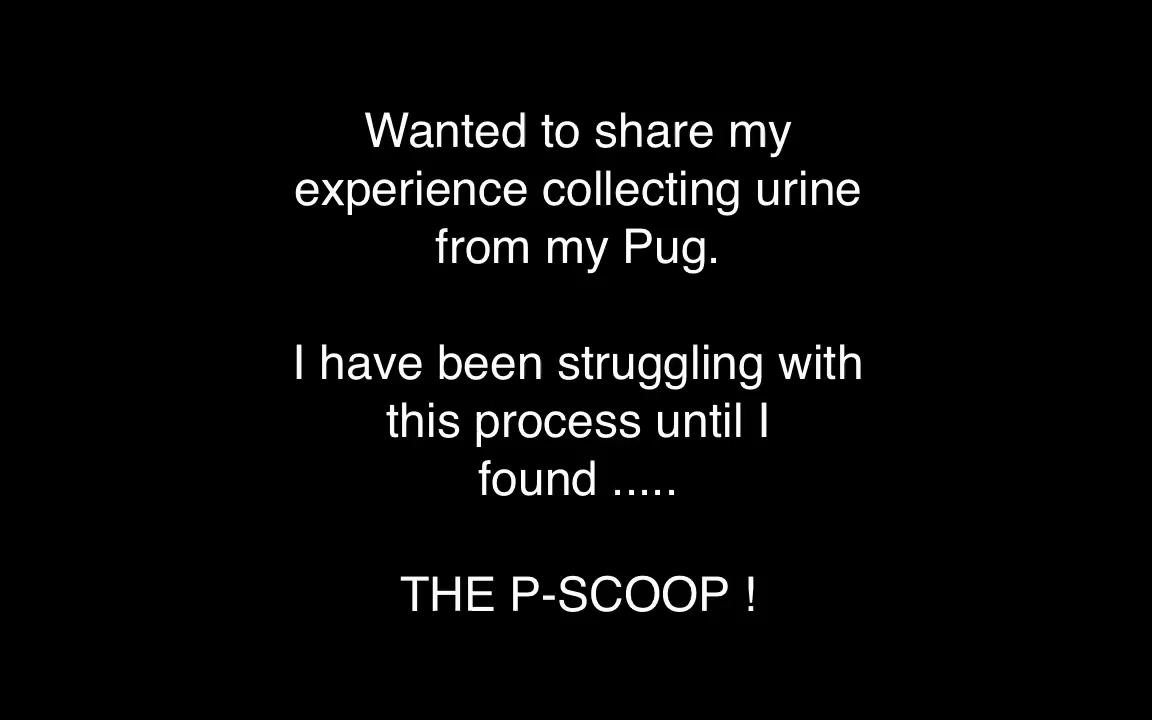 Wanted to share my
experience collecting urine
from my Pug.
I have been struggling with
this process until I
found .....
THE P-SCOOP !